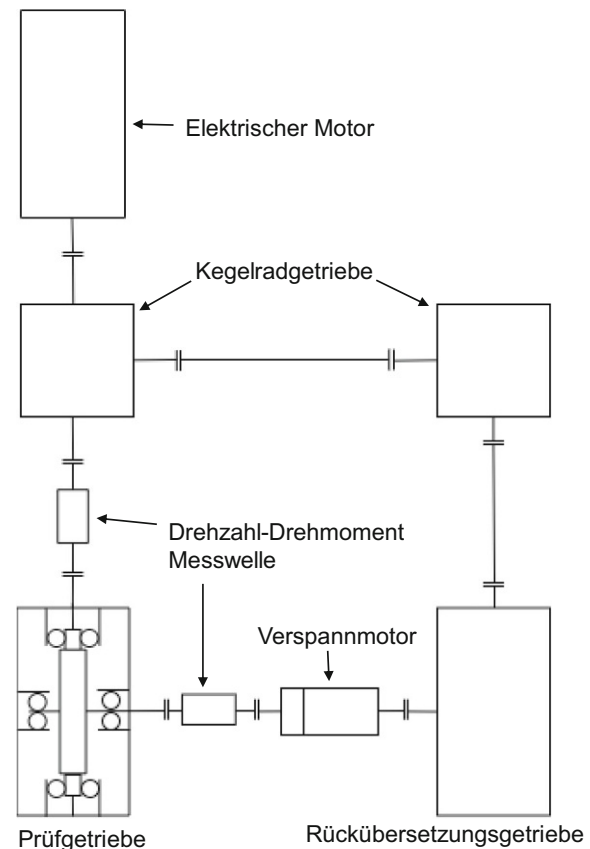 Elektrischer Motor
Kegelradgetriebe
Drehzahl-Drehmoment
Messwelle
Verspannmotor
Prüfgetriebe
Rückübersetzungsgetriebe